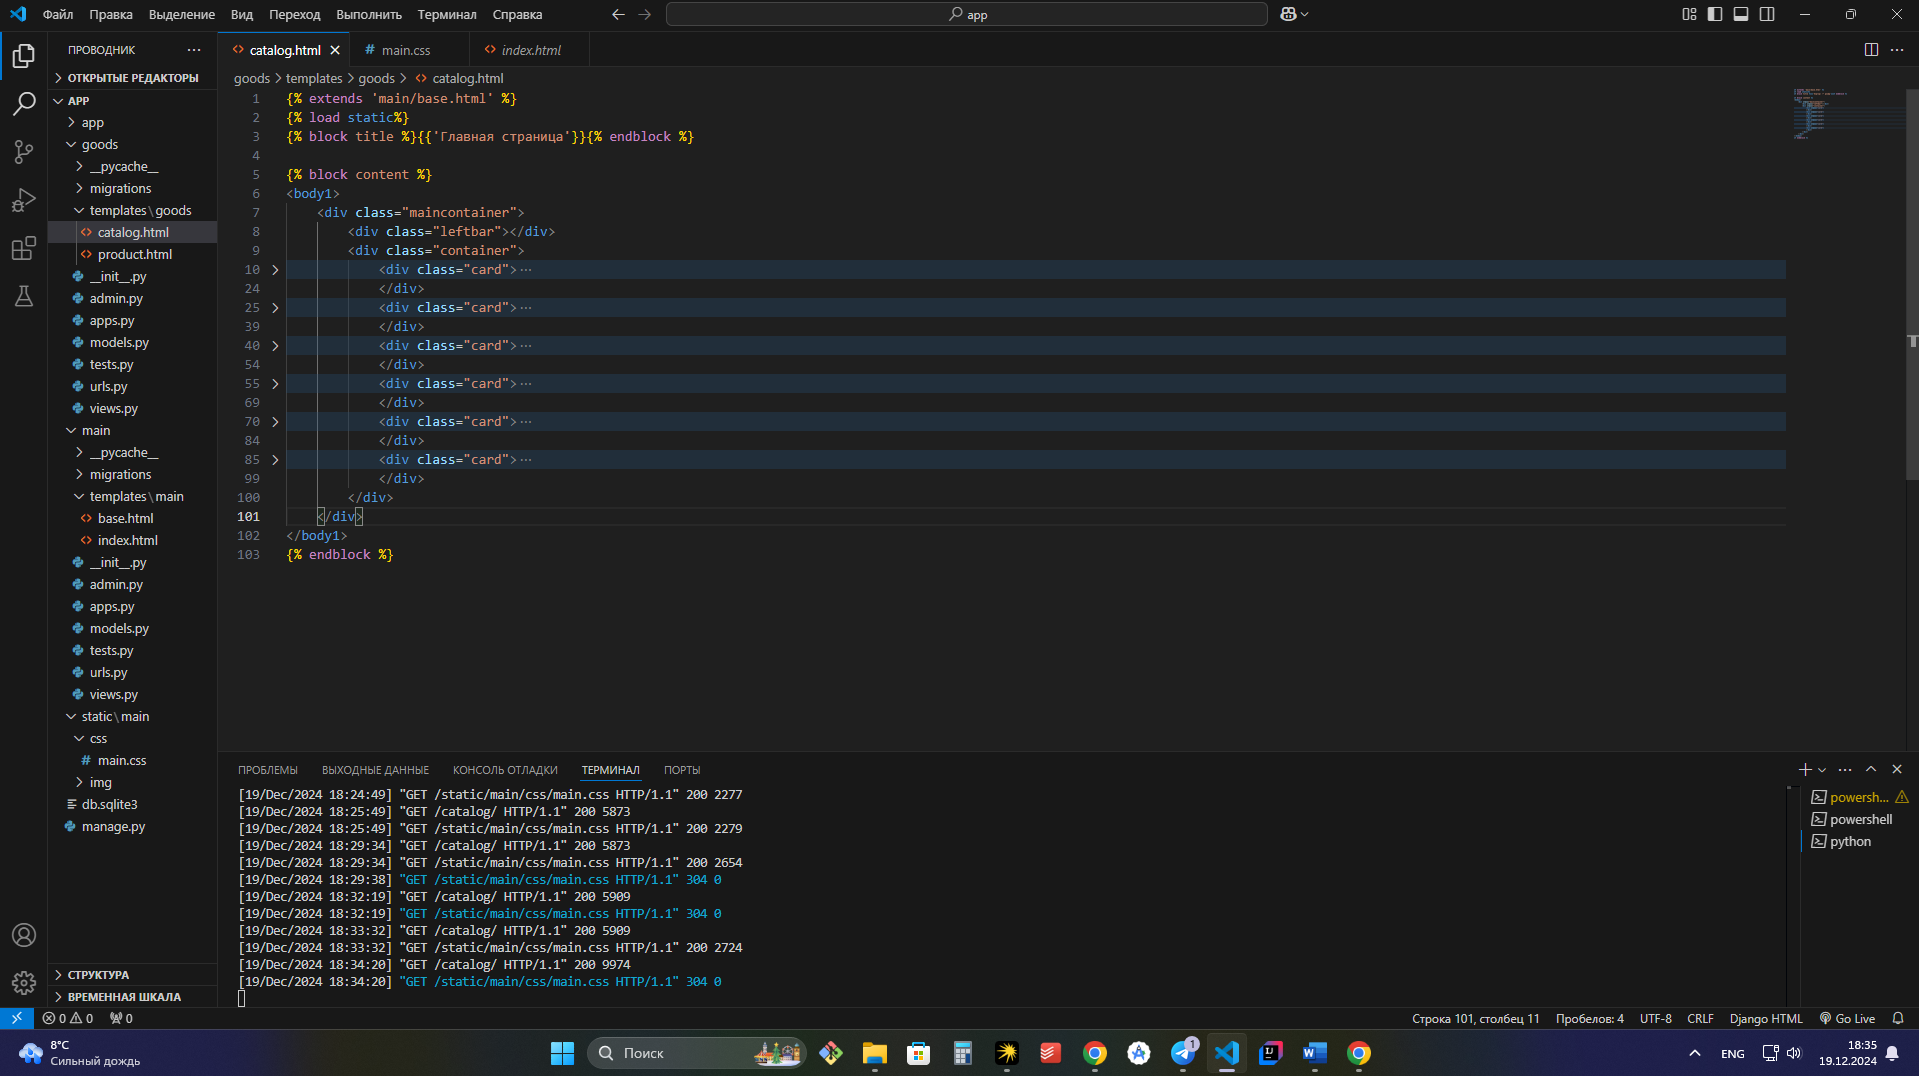 Файл Правка Выделение Вид Переход Выполнить Терминал Справка
app
ПРОВОДНИК
ОТКРЫТЫЕ РЕДАКТОРЫ
APP
app
goods
__pycache__
migrations
templates\goods
catalog.html
product.html
__init__.py
admin.py
apps.py
models.py
tests.py
urls.py
views.py
main
__pycache__
migrations
templates\main
base.html
index.html
__init__.py
admin.py
apps.py
models.py
tests.py
urls.py
views.py
static\main
css
# main.css
img
db.sqlite3
manage.py
СТРУКТУРА
ВРЕМЕННАЯ ШКАЛА
catalog.html # main.css index.html
goods > templates > goods > catalog.html
1 {% extends 'main/base.html' %}
2 {% load static%}
3 {% block title %}{{'Главная страница'}}{% endblock %}
4
5 {% block content %}
6 <body1>
7 <div class="maincontainer">
8 <div class="leftbar"></div>
9 <div class="container">
10 <div class="card">···
24 </div>
25 <div class="card">···
39 </div>
40 <div class="card">···
54 </div>
55 <div class="card">···
69 </div>
70 <div class="card">···
84 </div>
85 <div class="card">···
99 </div>
100 </div>
101 </div>
102 </body1>
103 {% endblock %}
ПРОБЛЕМЫ ВЫХОДНЫЕ ДАННЫЕ КОНСОЛЬ ОТЛАДКИ ТЕРМИНАЛ ПОРТЫ
[19/Dec/2024 18:24:49] "GET /static/main/css/main.css HTTP/1.1" 200 2277
[19/Dec/2024 18:25:49] "GET /catalog/ HTTP/1.1" 200 5873
[19/Dec/2024 18:25:49] "GET /static/main/css/main.css HTTP/1.1" 200 2279
[19/Dec/2024 18:29:34] "GET /catalog/ HTTP/1.1" 200 5873
[19/Dec/2024 18:29:34] "GET /static/main/css/main.css HTTP/1.1" 200 2654
[19/Dec/2024 18:29:38] "GET /static/main/css/main.css HTTP/1.1" 304 0
[19/Dec/2024 18:32:19] "GET /catalog/ HTTP/1.1" 200 5909
[19/Dec/2024 18:32:19] "GET /static/main/css/main.css HTTP/1.1" 304 0
[19/Dec/2024 18:33:32] "GET /catalog/ HTTP/1.1" 200 5909
[19/Dec/2024 18:33:32] "GET /static/main/css/main.css HTTP/1.1" 200 2724
[19/Dec/2024 18:34:20] "GET /catalog/ HTTP/1.1" 200 9974
[19/Dec/2024 18:34:20] "GET /static/main/css/main.css HTTP/1.1" 304 0
powersh...
powershell
python
0 0 0
Строка 101, столбец 11 Пробелов: 4 UTF-8 CRLF Django HTML Go Live
8°C
Сильный дождь
Поиск
1
ENG
18:35
19.12.2024